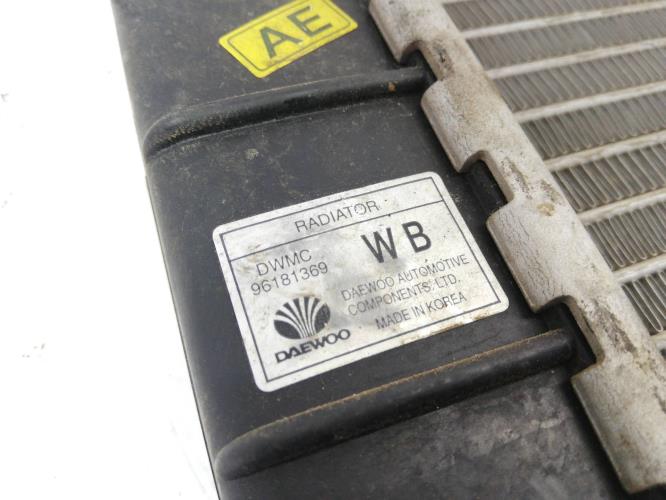 AE
RADIATOR
DWMC
96181369
WB
DAEWOO AUTOMOTIVE
COMPONENTS, LTD.
MADE IN KOREA
DAEWOO